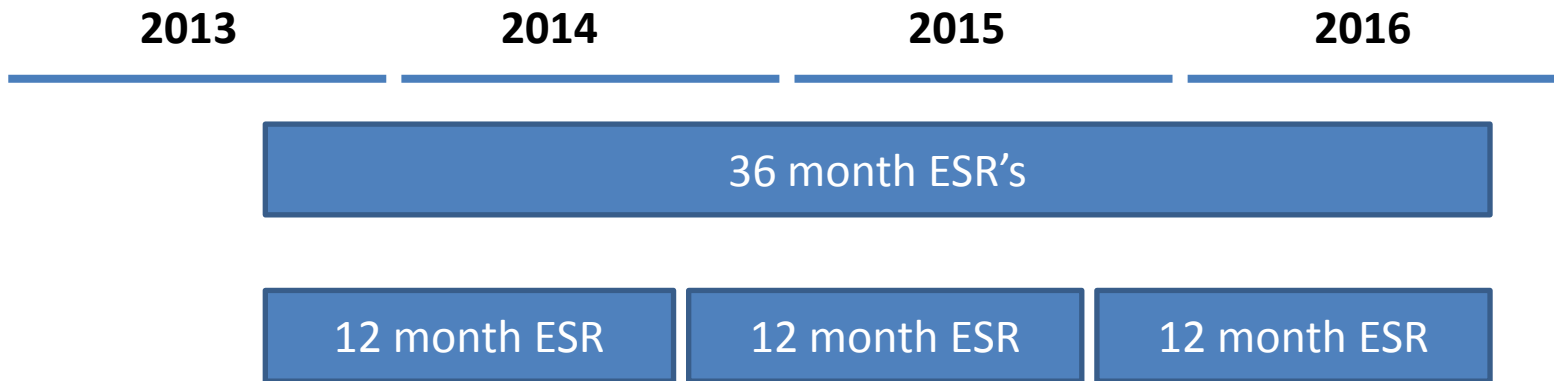 2013 2014 2015 2016
36 month ESR’s
12 month ESR 12 month ESR 12 month ESR